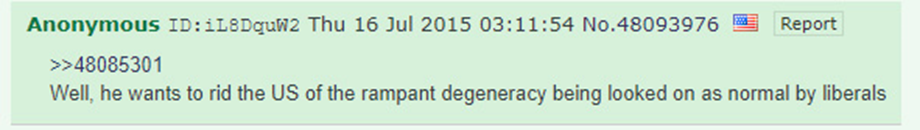 Anonymous ID:iL8DquW2 Thu 16 Jul 2015 03:11:54 No.48093976 Report
>>48085301
Well, he wants to rid the US of the rampant degeneracy being looked on as normal by liberals